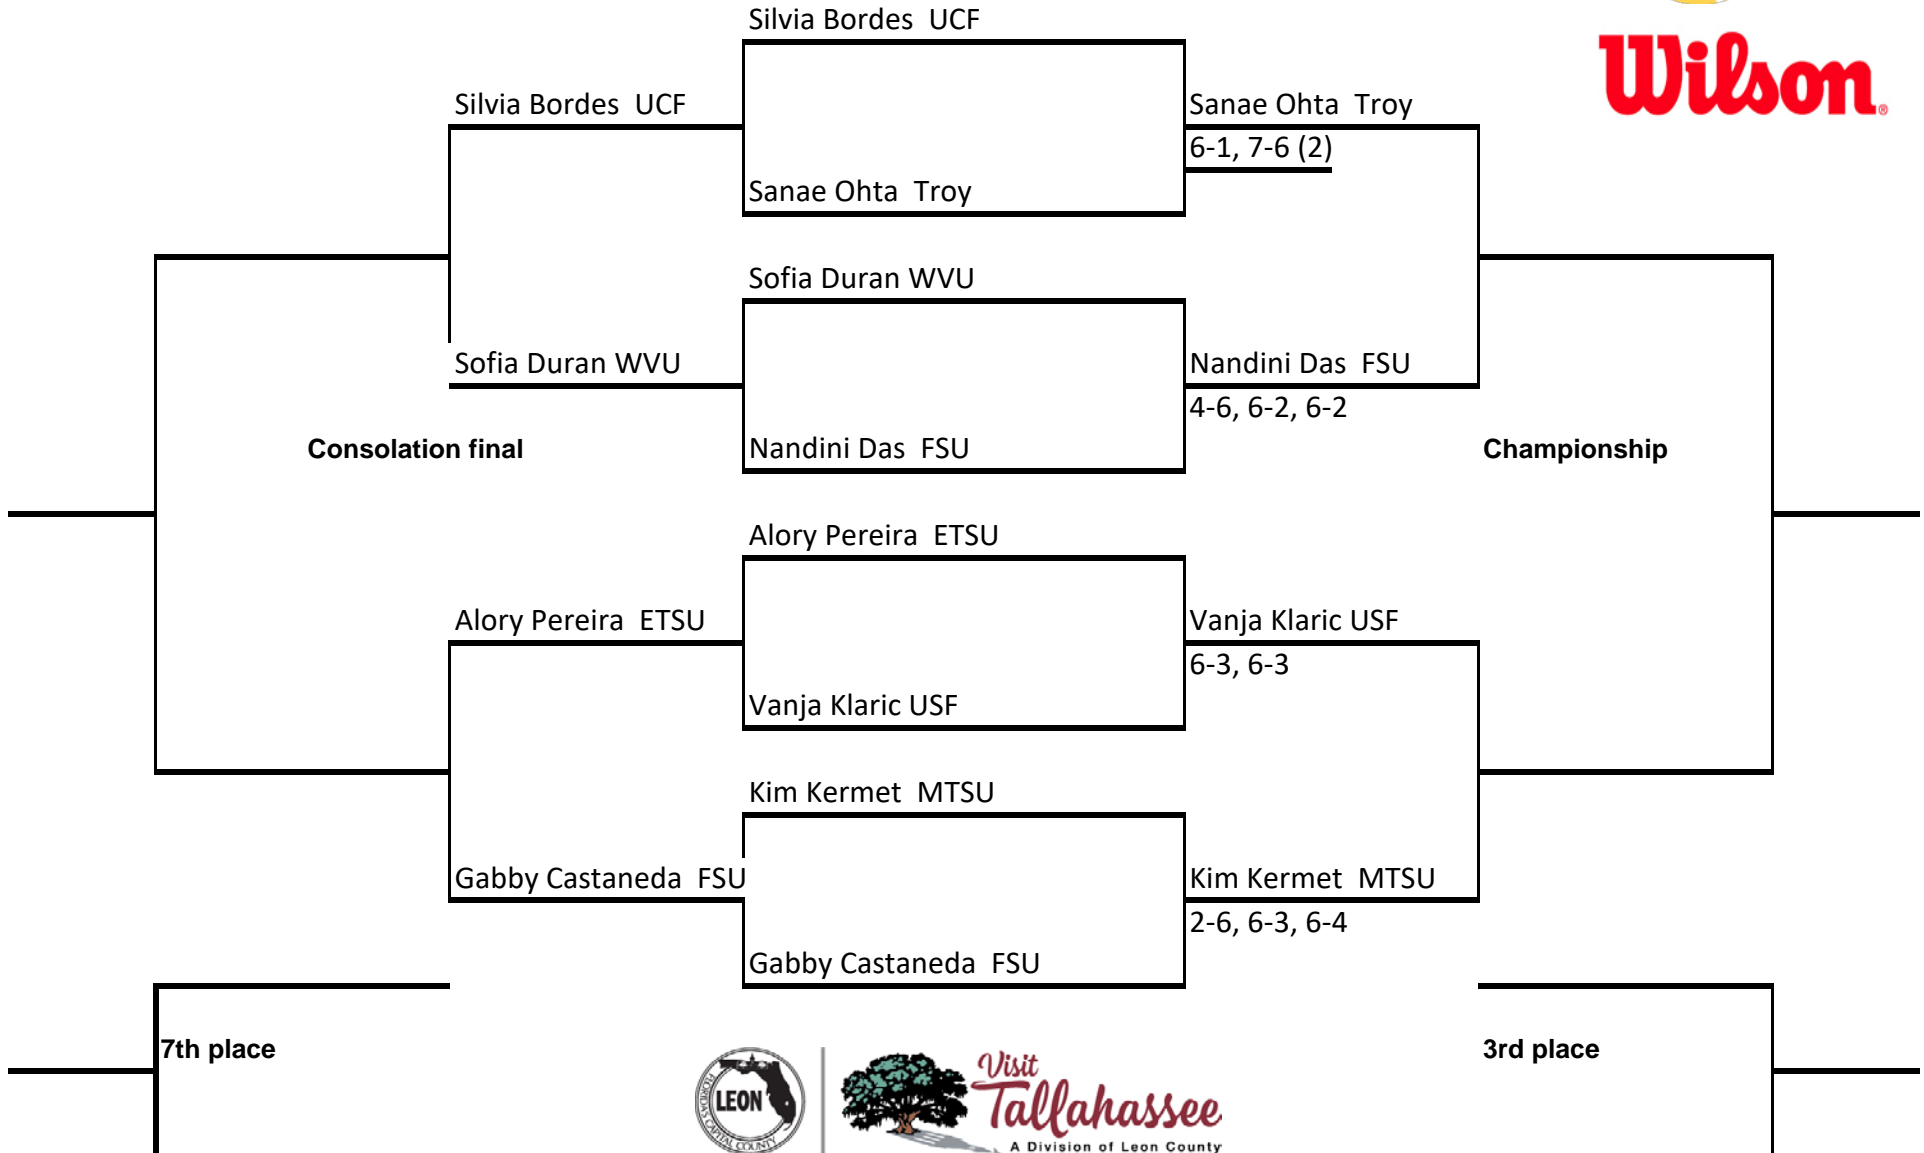 Silvia Bordes  UCF
Wilson®
Silvia Bordes  UCF
Sanae Ohta  Troy
6-1, 7-6 (2)
Sanae Ohta  Troy
Sofia Duran WVU
Sofia Duran WVU
Nandini Das  FSU
4-6, 6-2, 6-2
Consolation final
Nandini Das  FSU
Championship
Alory Pereira  ETSU
Alory Pereira  ETSU
Vanja Klaric USF
6-3, 6-3
Vanja Klaric USF
Kim Kermet  MTSU
Gabby Castaneda  FSU
Kim Kermet  MTSU
2-6, 6-3, 6-4
Gabby Castaneda  FSU
7th place
3rd place
LEON
FLORIDA'S CAPITAL COUNTY
Visit
Tallahassee
A Division of Leon County